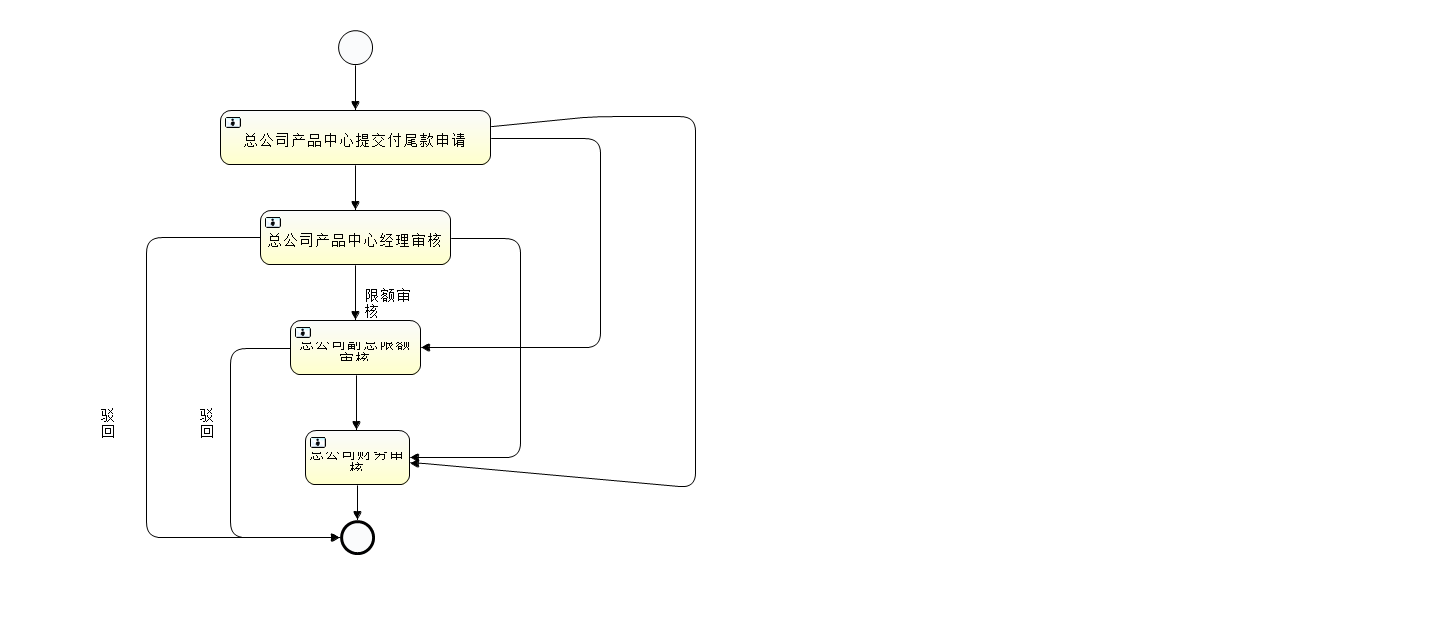 总公司产品中心提交付尾款申请
总公司产品中心经理审核
限额审
核
总公司副总限额
审核
驳
回
驳
回
总公司财务审
核